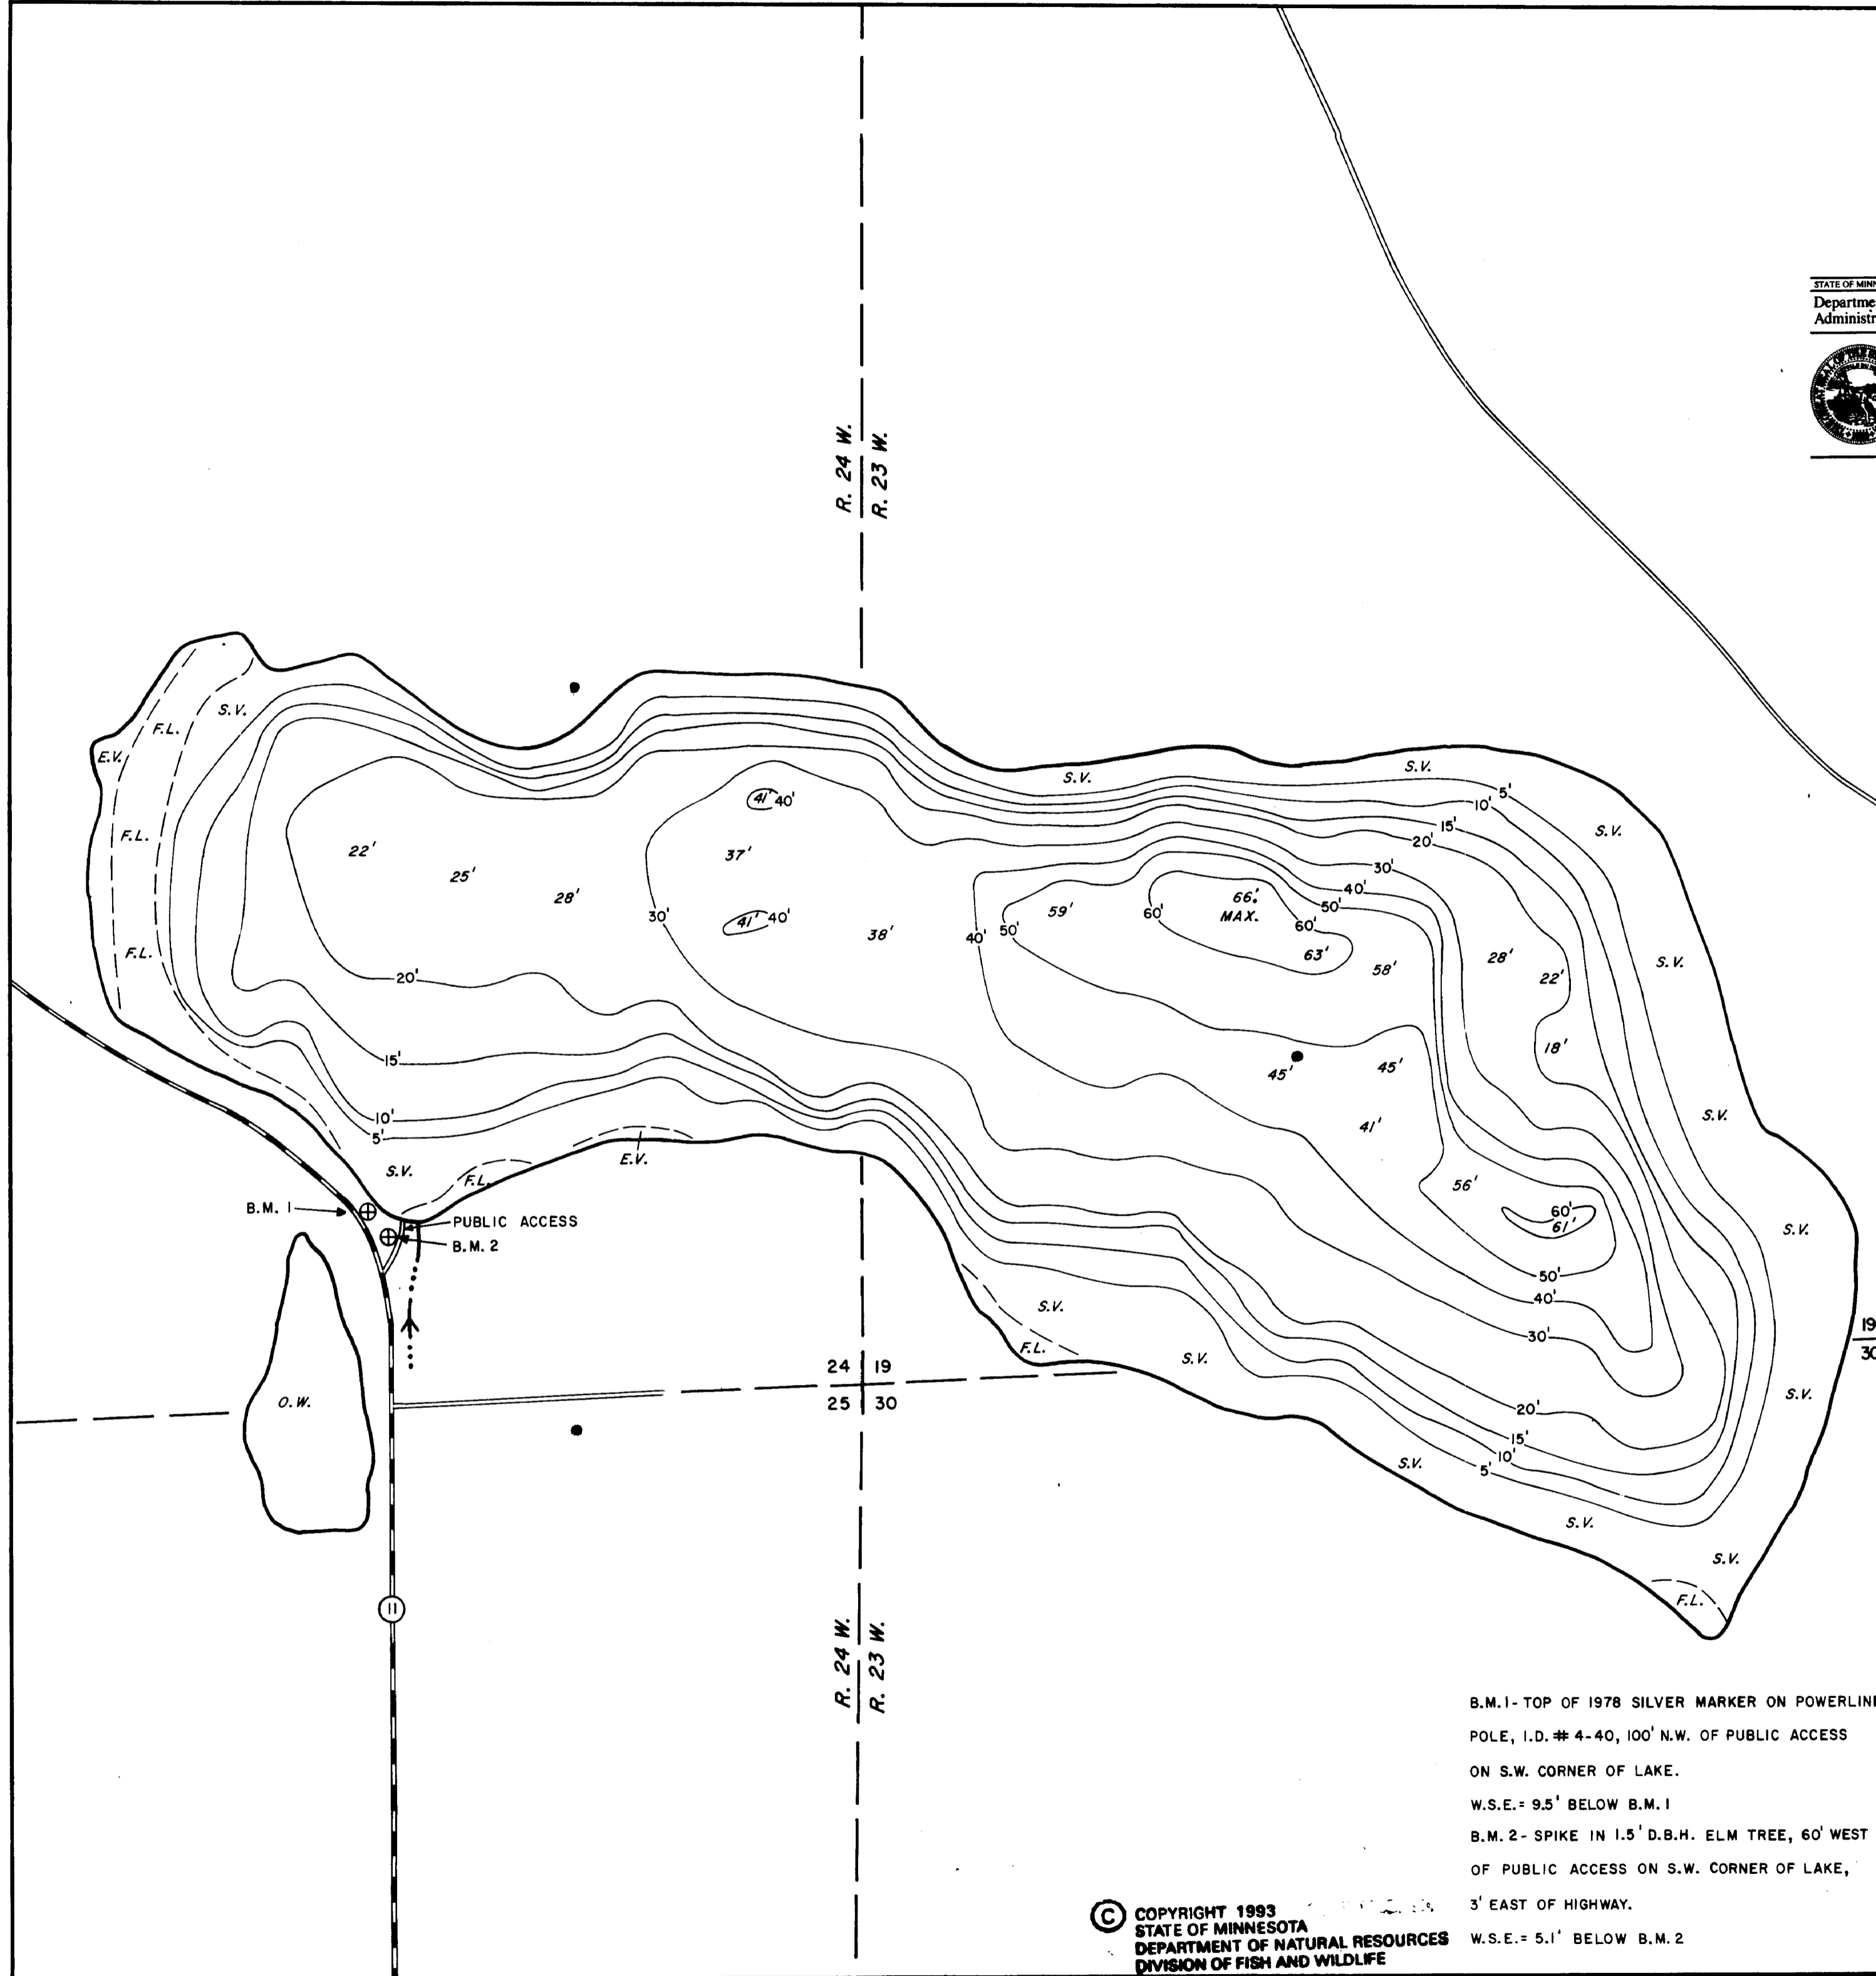 STATE OF
Departme
Administr
R. 24 W.
R. 23 W.
S.V.
F.L.
E.V.
F.L.
F.L.
S.V.
S.V.
5'
10'
15'
20'
30'
40'
50'
S.V.
41' 40'
37'
22'
25'
28'
30'
41' 40'
38'
40'
50'
59'
60'
66'
MAX.
60'
63'
58'
28'
22'
S.V.
20'
18'
45'
45'
41'
15'
10'
5'
S.V.
F.L.
E.V.
S.V.
56'
60'
61'
S.V.
B.M. 1
PUBLIC ACCESS
B.M. 2
50'
40'
30'
S.V.
F.L.
S.V.
19
30
24 19
25 30
O.W.
S.V.
20'
15'
10'
5'
S.V.
S.V.
S.V.
F.L.
11
R. 24 W.
R. 23 W.
B.M. 1- TOP OF 1978 SILVER MARKER ON POWERLINE
POLE, I.D. # 4-40, 100' N.W. OF PUBLIC ACCESS
ON S.W. CORNER OF LAKE.
W.S.E.= 9.5' BELOW B.M. 1
B.M. 2- SPIKE IN 1.5' D.B.H. ELM TREE, 60' WEST
OF PUBLIC ACCESS ON S.W. CORNER OF LAKE,
3' EAST OF HIGHWAY.
W.S.E.= 5.1' BELOW B.M. 2
© COPYRIGHT 1993
STATE OF MINNESOTA
DEPARTMENT OF NATURAL RESOURCES
DIVISION OF FISH AND WILDLIFE